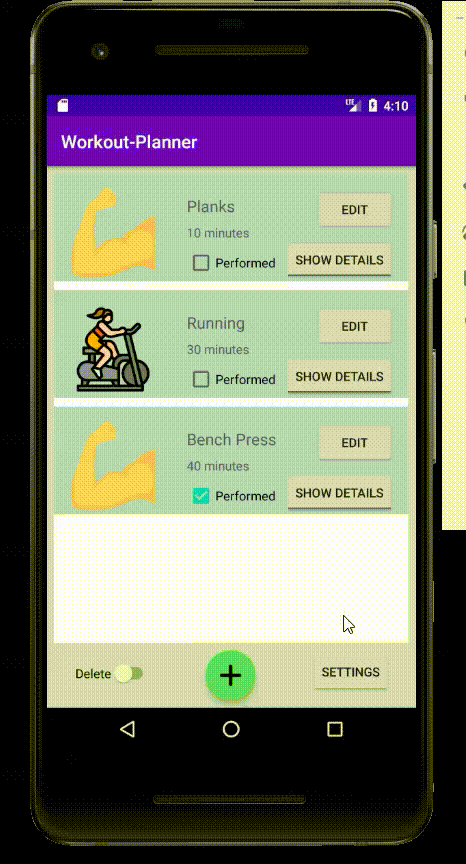 LTE 4:10
Workout-Planner
Planks
EDIT
10 minutes
Performed
SHOW DETAILS
Running
EDIT
30 minutes
Performed
SHOW DETAILS
Bench Press
EDIT
40 minutes
Performed
SHOW DETAILS
Delete
+
SETTINGS